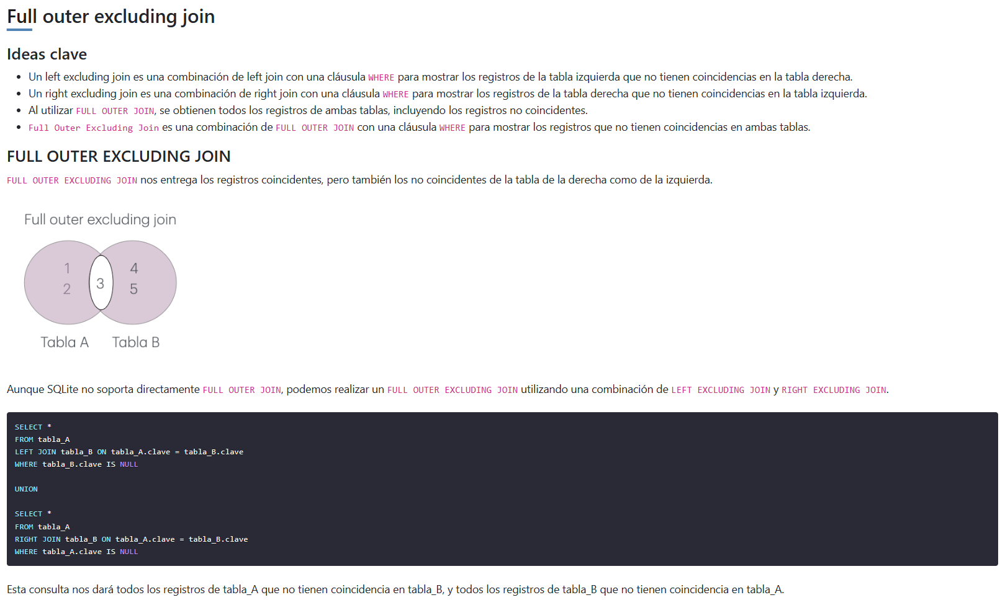 Full outer excluding join
Ideas clave
Un left excluding join es una combinación de left join con una cláusula WHERE para mostrar los registros de la tabla izquierda que no tienen coincidencias en la tabla derecha.
Un right excluding join es una combinación de right join con una cláusula WHERE para mostrar los registros de la tabla derecha que no tienen coincidencias en la tabla izquierda.
Al utilizar FULL OUTER JOIN, se obtienen todos los registros de ambas tablas, incluyendo los registros no coincidentes.
Full Outer Excluding Join es una combinación de FULL OUTER JOIN con una cláusula WHERE para mostrar los registros que no tienen coincidencias en ambas tablas.
FULL OUTER EXCLUDING JOIN
FULL OUTER EXCLUDING JOIN nos entrega los registros coincidentes, pero también los no coincidentes de la tabla de la derecha como de la izquierda.
Full outer excluding join
1 4
3
2 5
Tabla A Tabla B
Aunque SQLite no soporta directamente FULL OUTER JOIN, podemos realizar un FULL OUTER EXCLUDING JOIN utilizando una combinación de LEFT EXCLUDING JOIN y RIGHT EXCLUDING JOIN.
SELECT *
FROM tabla_A
LEFT JOIN tabla_B ON tabla_A.clave = tabla_B.clave
WHERE tabla_B.clave IS NULL
UNION
SELECT *
FROM tabla_A
RIGHT JOIN tabla_B ON tabla_A.clave = tabla_B.clave
WHERE tabla_A.clave IS NULL
Esta consulta nos dará todos los registros de tabla_A que no tienen coincidencia en tabla_B, y todos los registros de tabla_B que no tienen coincidencia en tabla_A.